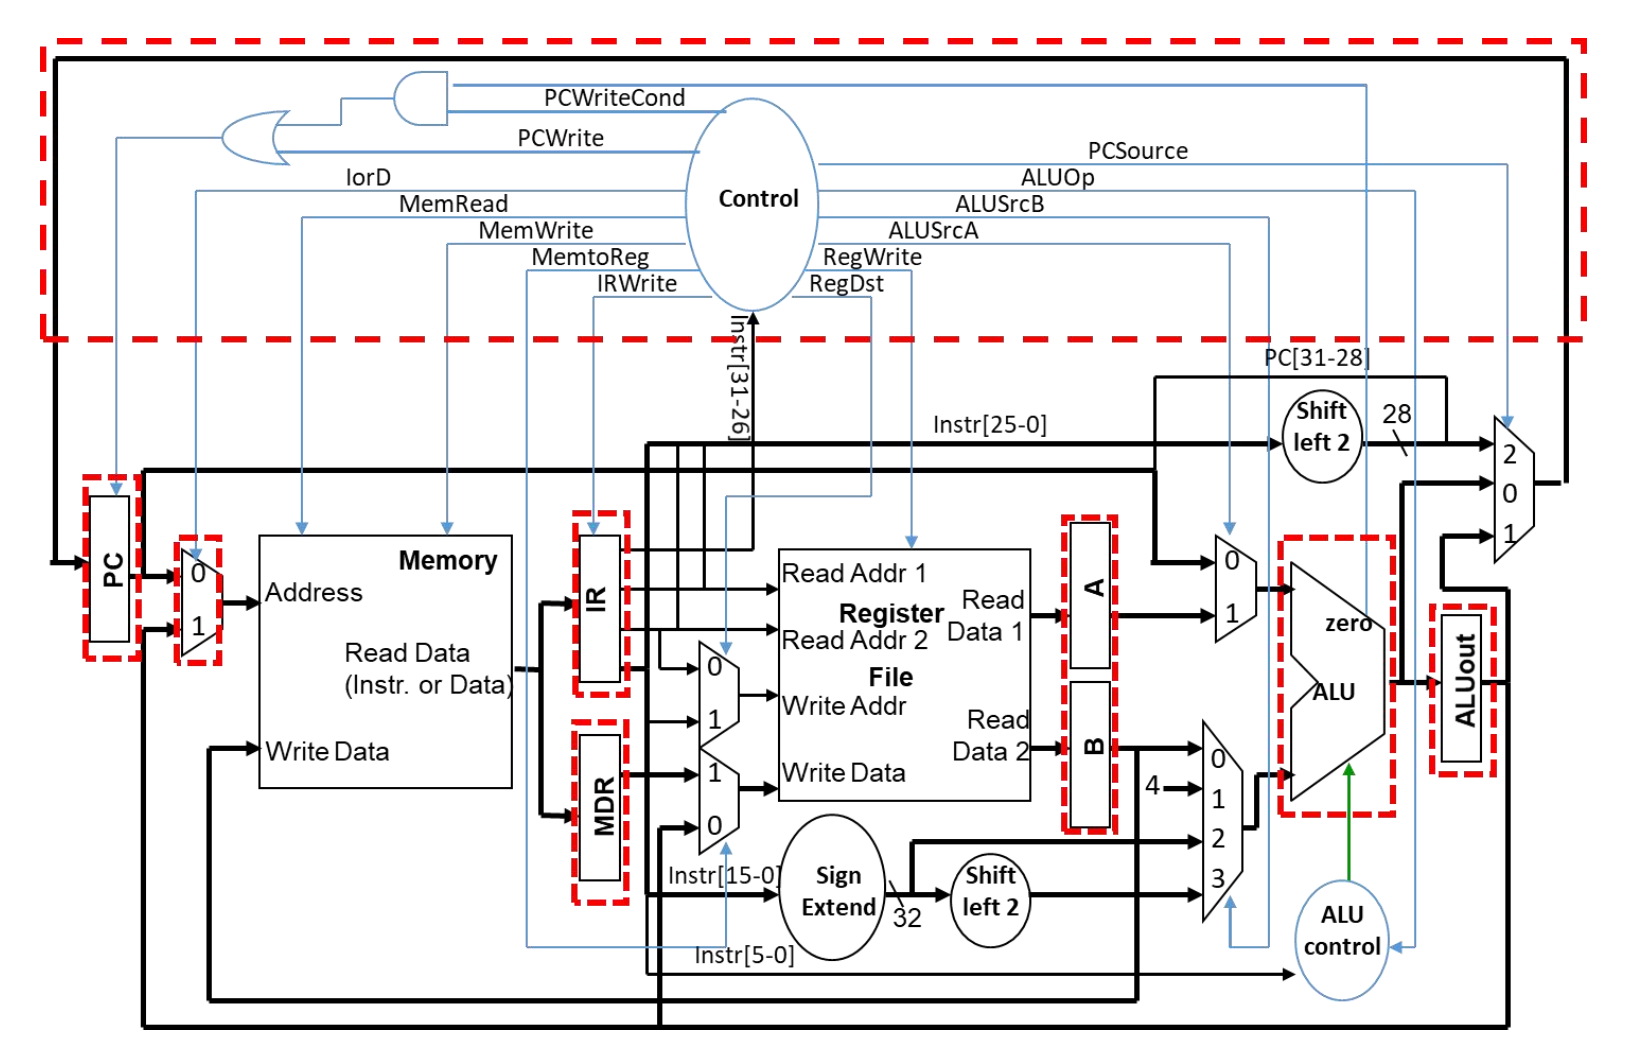 PCWriteCond
PCWrite
PCSource
IorD
ALUOp
Control
MemRead
ALUSrcB
MemWrite
ALUSrcA
MemtoReg
RegWrite
IRWrite
RegDst
Instr[31-26]
PC[31-28]
Instr[25-0]
Shift
left 2
28
2
0
1
PC
0
1
Memory
Address
Read Data
(Instr. or Data)
Write Data
IR
MDR
Read Addr 1
Register
Read
Data 1
Read Addr 2
File
Write Addr
Read
Data 2
Write Data
0
1
1
0
A
B
0
1
4
0
1
2
3
zero
ALU
ALUout
Instr[15-0]
Sign
Extend
32
Shift
left 2
ALU
control
Instr[5-0]